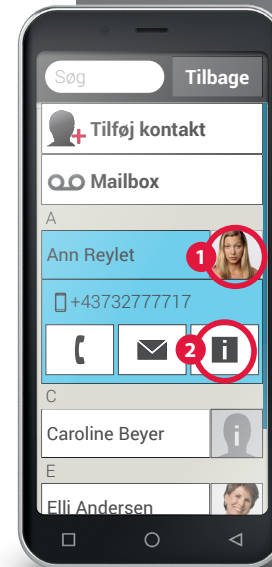 Søg Tilbage
Tilføj kontakt
Mailbox
A
Ann Reylet 1
+43732777717
2 i
C
Caroline Beyer i
E
Elli Andersen